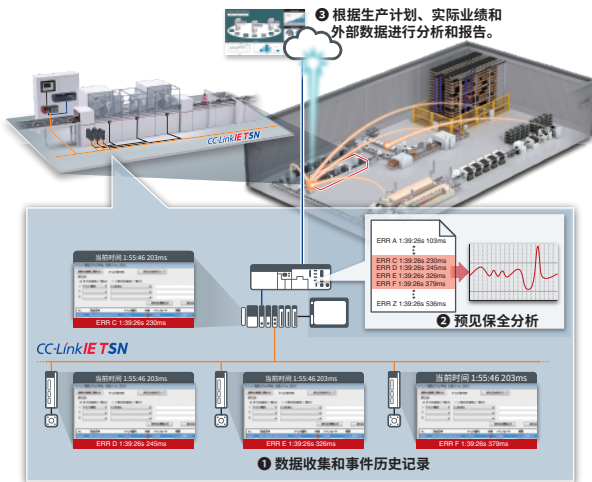 ❸ 根据生产计划、实际业绩和
外部数据进行分析和报告。
CC-Link IE TSN
当前时间 1:55:46 203ms
ERR C 1:39:26s 230ms
ERR A 1:39:26s 103ms
ERR C 1:39:26s 230ms
ERR D 1:39:26s 245ms
ERR E 1:39:26s 326ms
ERR F 1:39:26s 379ms
ERR Z 1:39:26s 536ms
❷ 预见保全分析
CC-Link IE TSN
当前时间 1:55:46 203ms
ERR D 1:39:26s 245ms
当前时间 1:55:46 203ms
ERR E 1:39:26s 326ms
当前时间 1:55:46 203ms
ERR F 1:39:26s 379ms
❶ 数据收集和事件历史记录